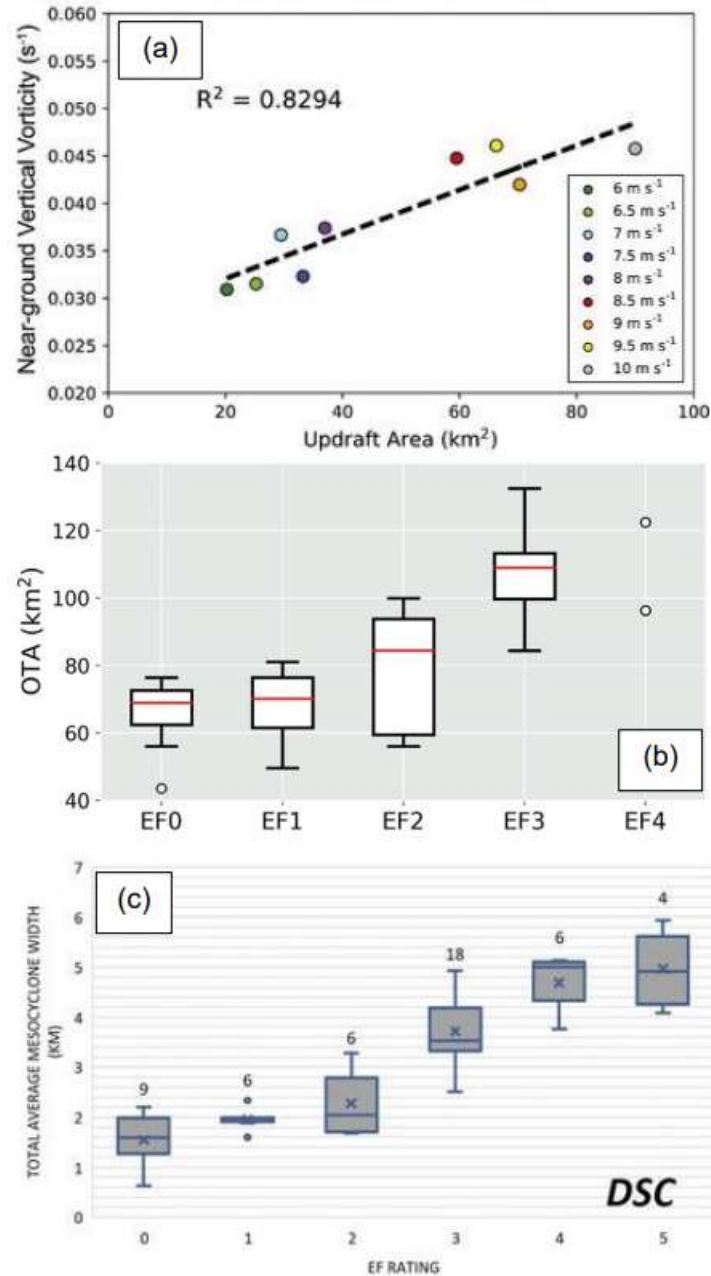 (a)
R² = 0.8294
Near-ground Vertical Vorticity (s⁻¹)
0.060
0.055
0.050
0.045
0.040
0.035
0.030
0.025
0.020
6 m s⁻¹
6.5 m s⁻¹
7 m s⁻¹
7.5 m s⁻¹
8 m s⁻¹
8.5 m s⁻¹
9 m s⁻¹
9.5 m s⁻¹
10 m s⁻¹
0 20 40 60 80 100
Updraft Area (km²)
OTA (km²)
140
120
100
80
60
40
(b)
EF0 EF1 EF2 EF3 EF4
(c)
TOTAL AVERAGE MESOCYCLONE WIDTH
(KM)
7
6
5
4
3
2
1
0
9 6 6 18 6 4
DSC
0 1 2 3 4 5
EF RATING